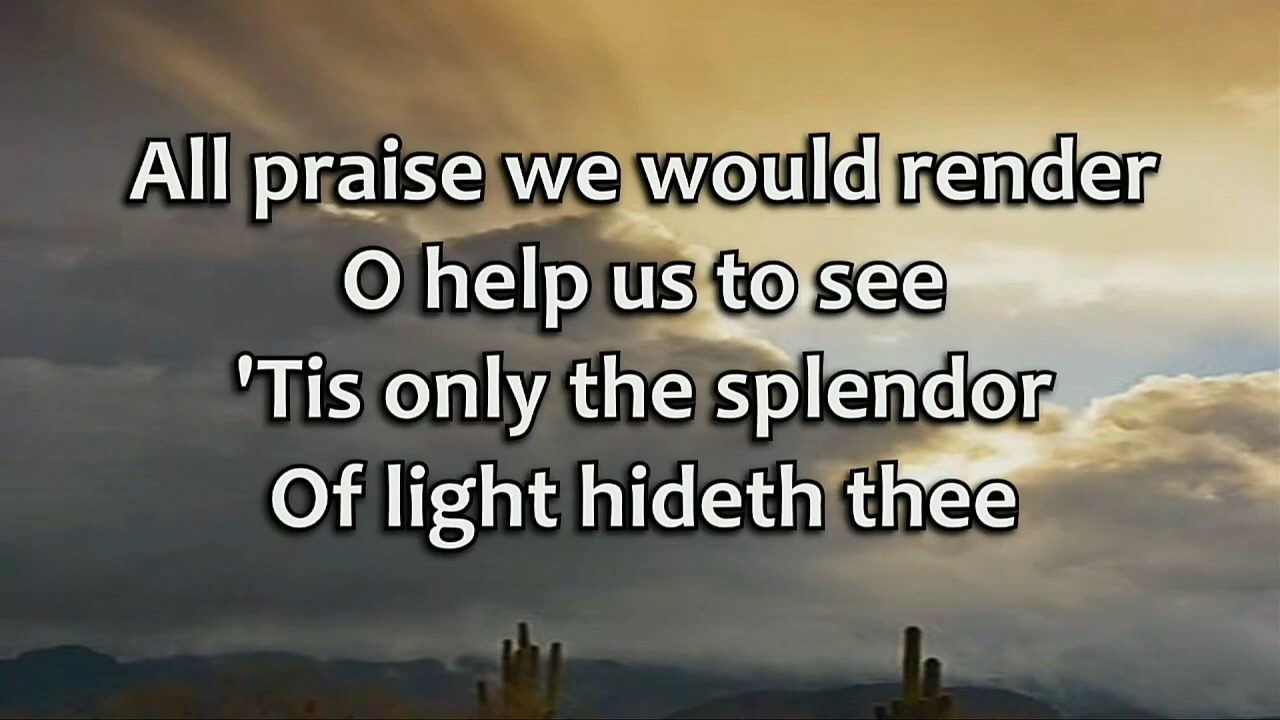 All praise we would render
O help us to see
'Tis only the splendor
Of light hideth thee